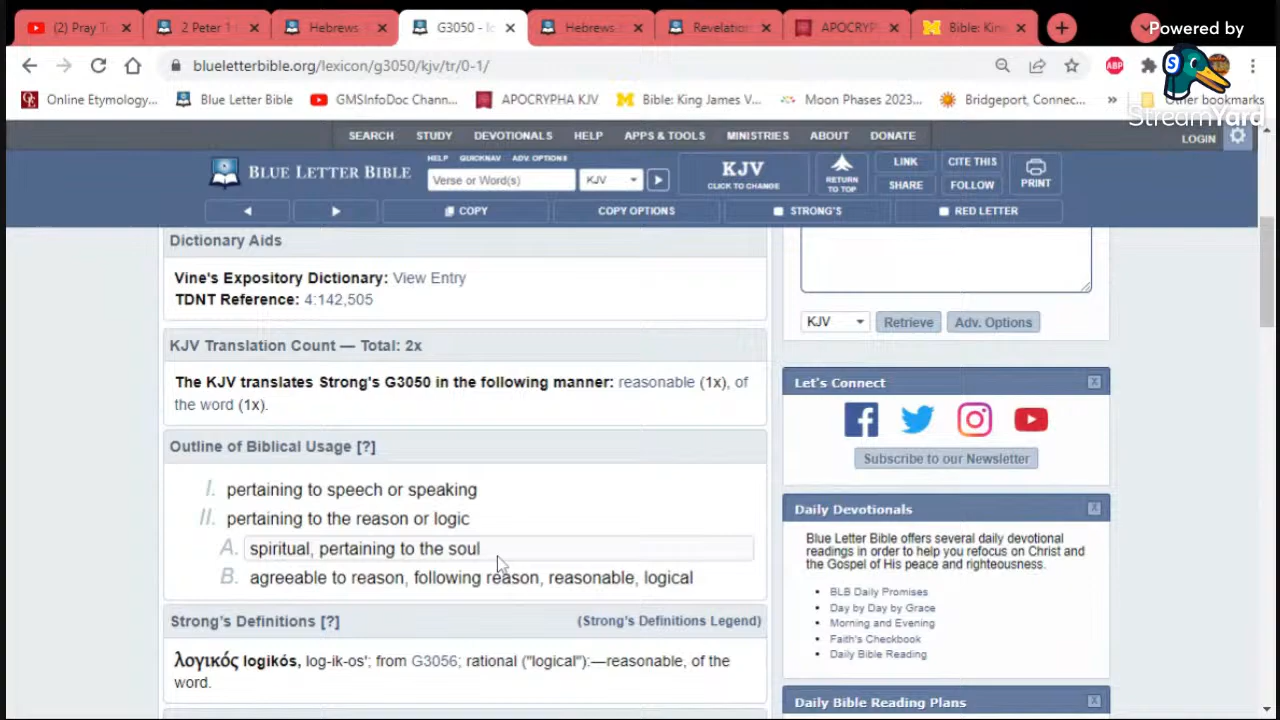 (2) Pray T
2 Peter 1
Hebrews
G3050 - lo
Hebrews
Revelation
APOCRYP
Bible: Kin
Powered by
StreamYard
blueletterbible.org/lexicon/g3050/kjv/tr/0-1/
ABP
Online Etymology...
Blue Letter Bible
GMSInfoDoc Chann...
APOCRYPHA KJV
Bible: King James V...
Moon Phases 2023...
Bridgeport, Connec...
»
Other bookmarks
SEARCH STUDY DEVOTIONALS HELP APPS & TOOLS MINISTRIES ABOUT DONATE LOGIN
BLUE LETTER BIBLE
HELP QUICKNAV ADV. OPTIONS
Verse or Word(s)
KJV
KJV
CLICK TO CHANGE
RETURN
TO TOP
LINK
CITE THIS
SHARE
FOLLOW
PRINT
COPY
COPY OPTIONS
STRONG'S
RED LETTER
Dictionary Aids
Vine's Expository Dictionary: View Entry
TDNT Reference: 4:142,505
KJV Translation Count — Total: 2x
The KJV translates Strong's G3050 in the following manner: reasonable (1x), of
the word (1x).
Outline of Biblical Usage [?]
I. pertaining to speech or speaking
II. pertaining to the reason or logic
A. spiritual, pertaining to the soul
B. agreeable to reason, following reason, reasonable, logical
Strong's Definitions [?]
(Strong's Definitions Legend)
λογικός logikós, log-ik-os'; from G3056; rational ("logical"):—reasonable, of the
word.
KJV
Retrieve
Adv. Options
Let's Connect
X
Subscribe to our Newsletter
Daily Devotionals
X
Blue Letter Bible offers several daily devotional
readings in order to help you refocus on Christ and
the Gospel of His peace and righteousness.
• BLB Daily Promises
• Day by Day by Grace
• Morning and Evening
• Faith's Checkbook
• Daily Bible Reading
Daily Bible Reading Plans
X